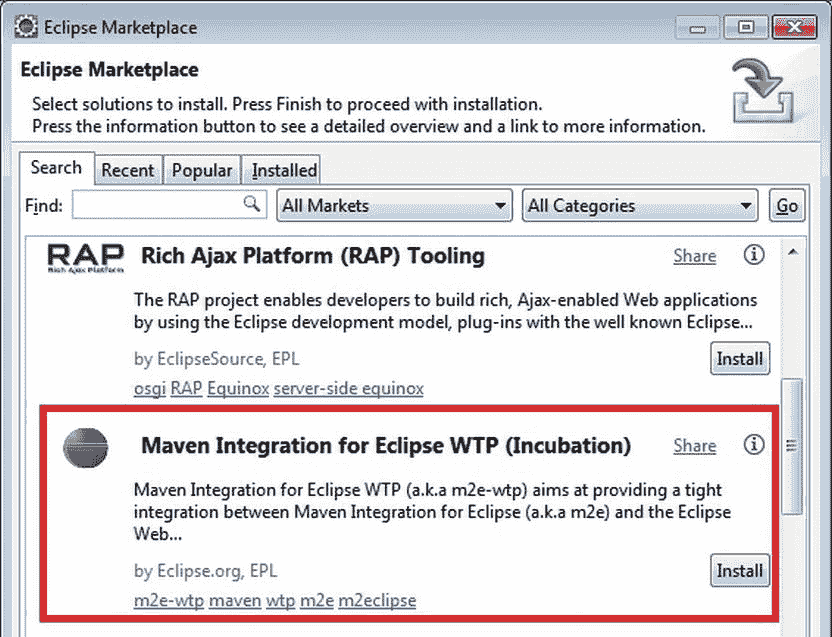 Eclipse Marketplace
Eclipse Marketplace
Select solutions to install. Press Finish to proceed with installation.
Press the information button to see a detailed overview and a link to more information.
Search Recent Popular Installed
Find: All Markets All Categories Go
RAP Rich Ajax Platform (RAP) Tooling Share
Rich Ajax Platform
The RAP project enables developers to build rich, Ajax-enabled Web applications
by using the Eclipse development model, plug-ins with the well known Eclipse...
by EclipseSource, EPL Install
osgi RAP Equinox server-side equinox
Maven Integration for Eclipse WTP (Incubation) Share
Maven Integration for Eclipse WTP (a.k.a m2e-wtp) aims at providing a tight
integration between Maven Integration for Eclipse (a.k.a m2e) and the Eclipse
Web...
by Eclipse.org, EPL Install
m2e-wtp maven wtp m2e m2eclipse